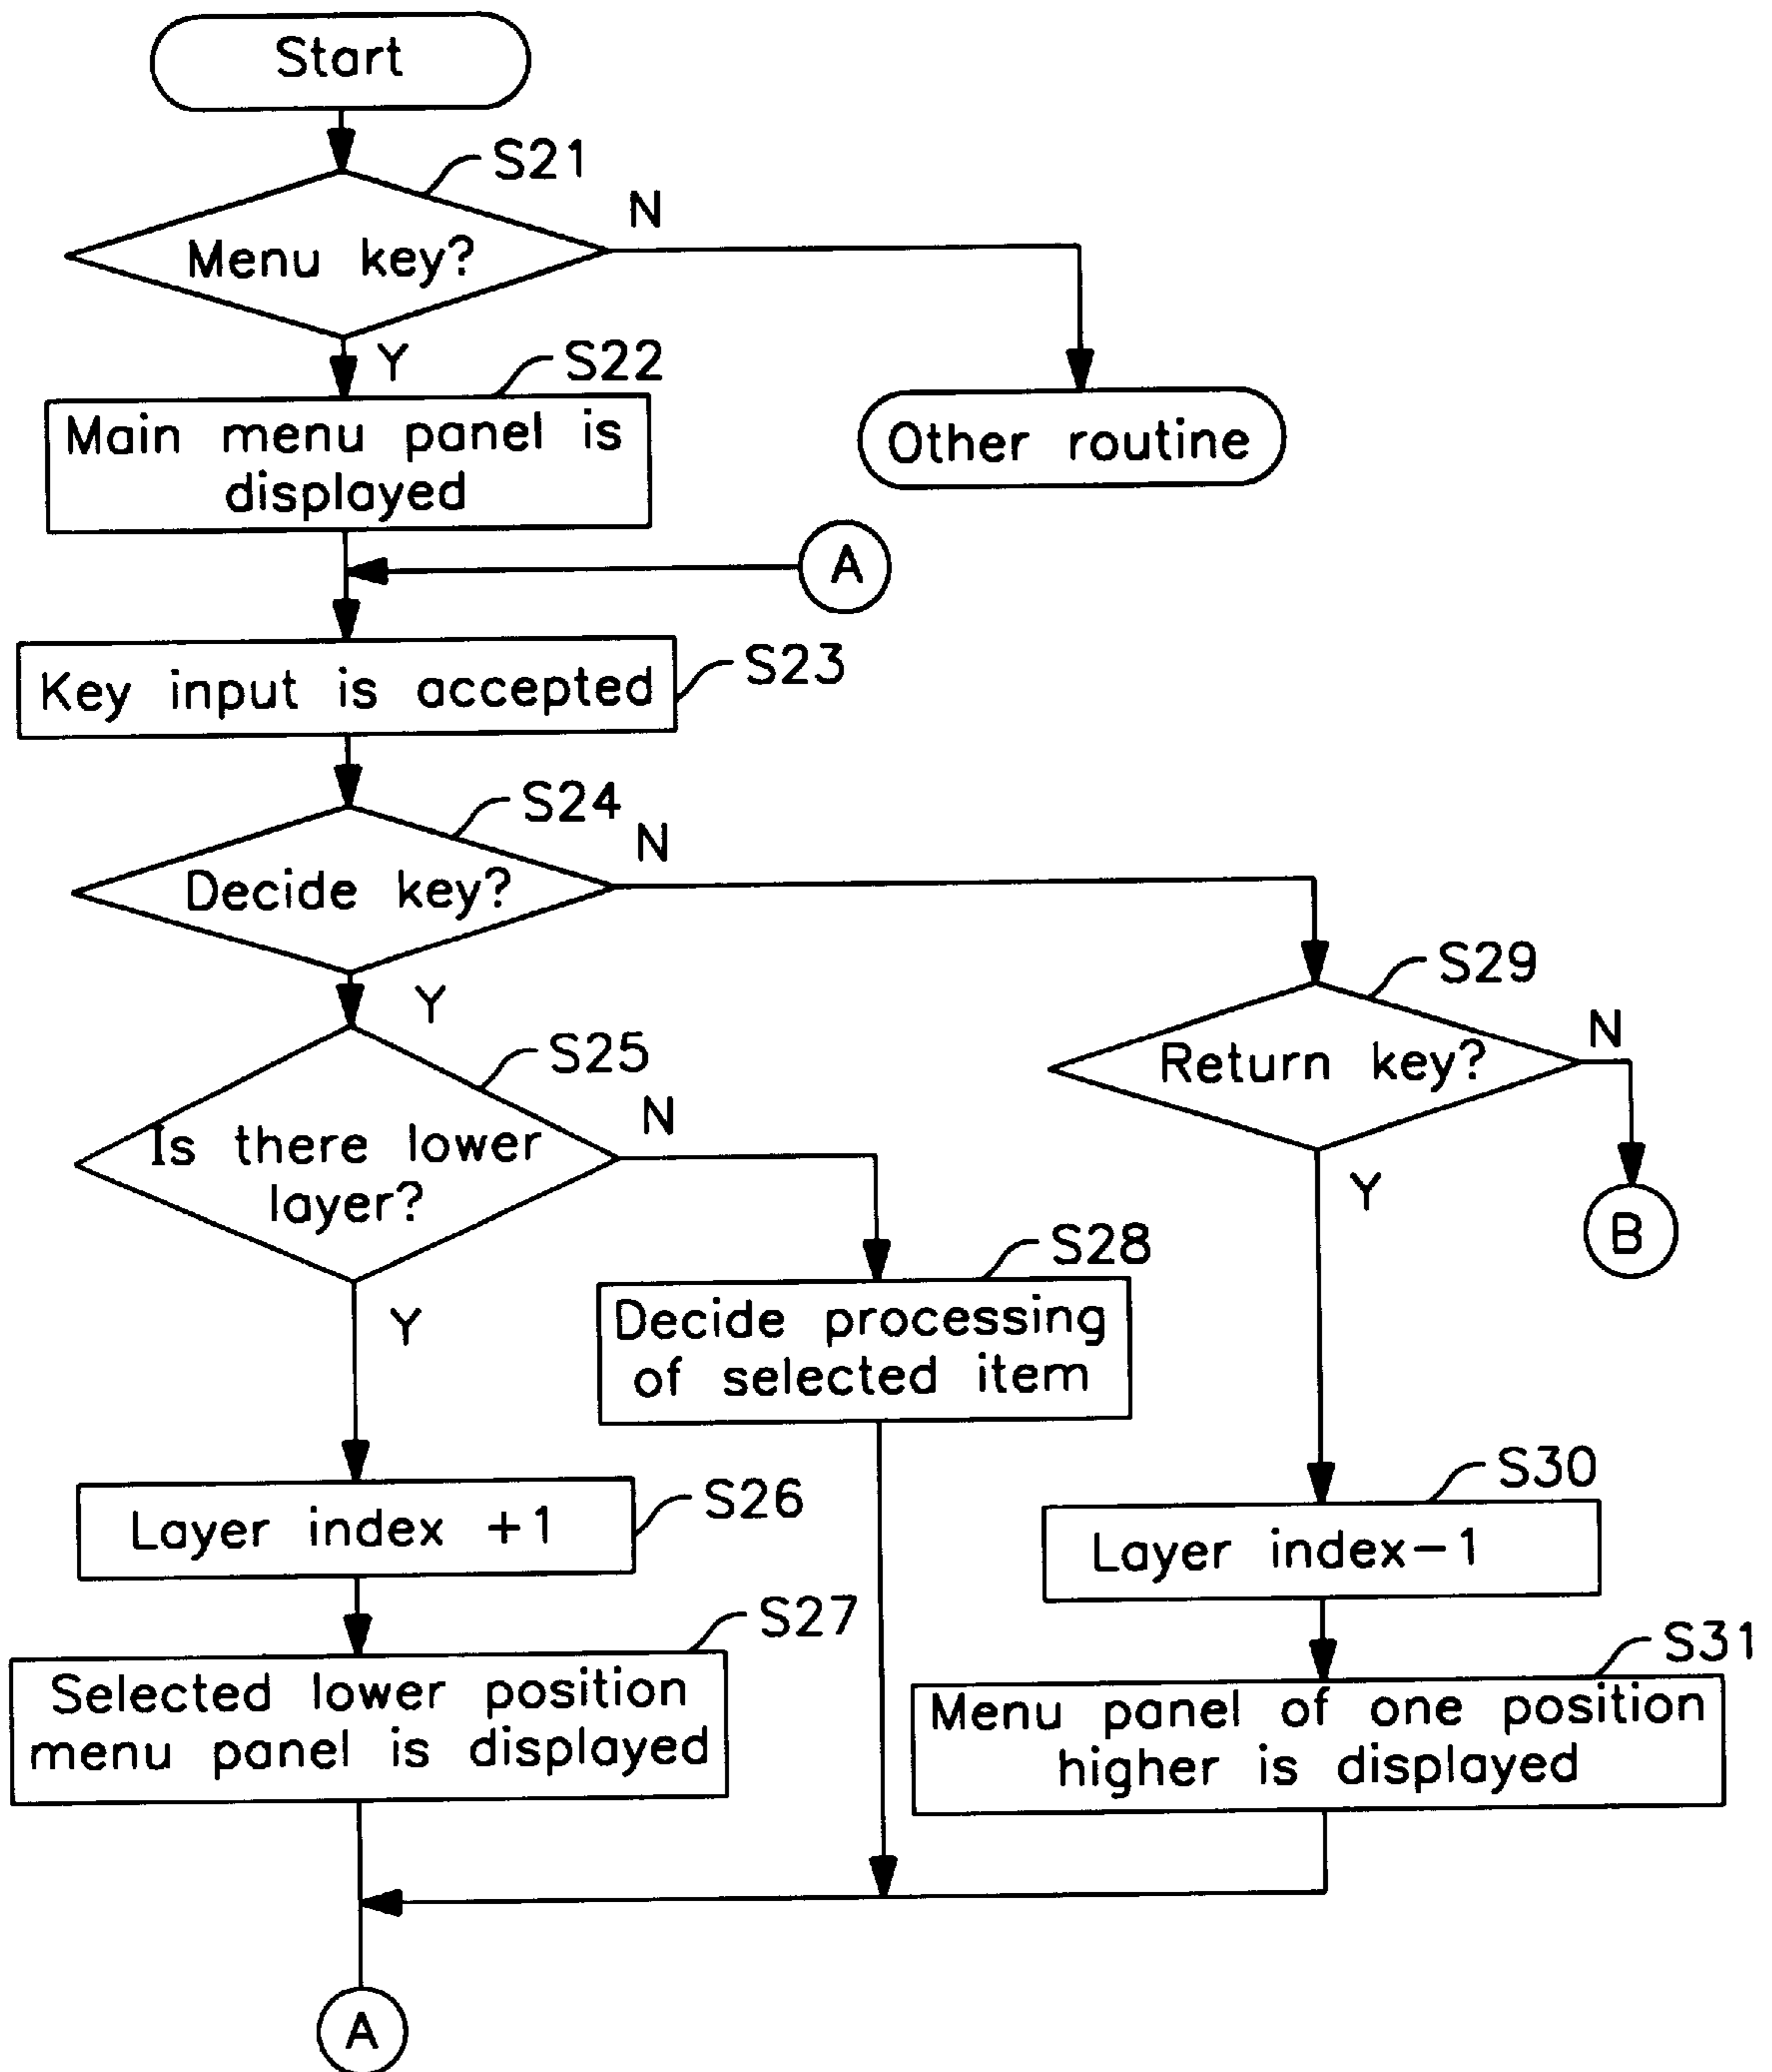 Start
S21
Menu key?
N
Y
S22
Main menu panel is
displayed
Other routine
A
Key input is accepted
S23
S24
Decide key?
N
Y
S29
Return key?
N
Y
B
S25
Is there lower
layer?
N
Y
S28
Decide processing
of selected item
Layer index +1
S26
S30
Layer index-1
S27
Selected lower position
menu panel is displayed
S31
Menu panel of one position
higher is displayed
A